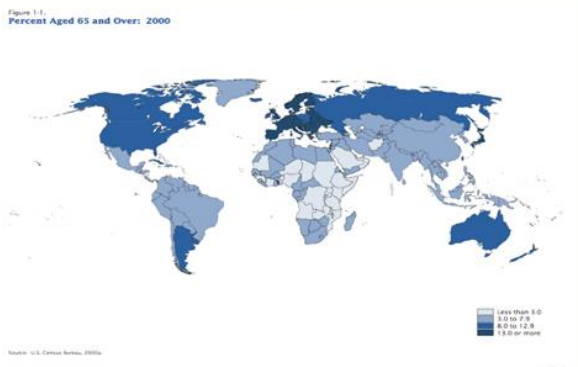 Figure 1-1.
Percent Aged 65 and Over: 2000
Less than 3.0
3.0 to 7.9
8.0 to 12.9
13.0 or more
Source: U.S. Census Bureau, 2000a.